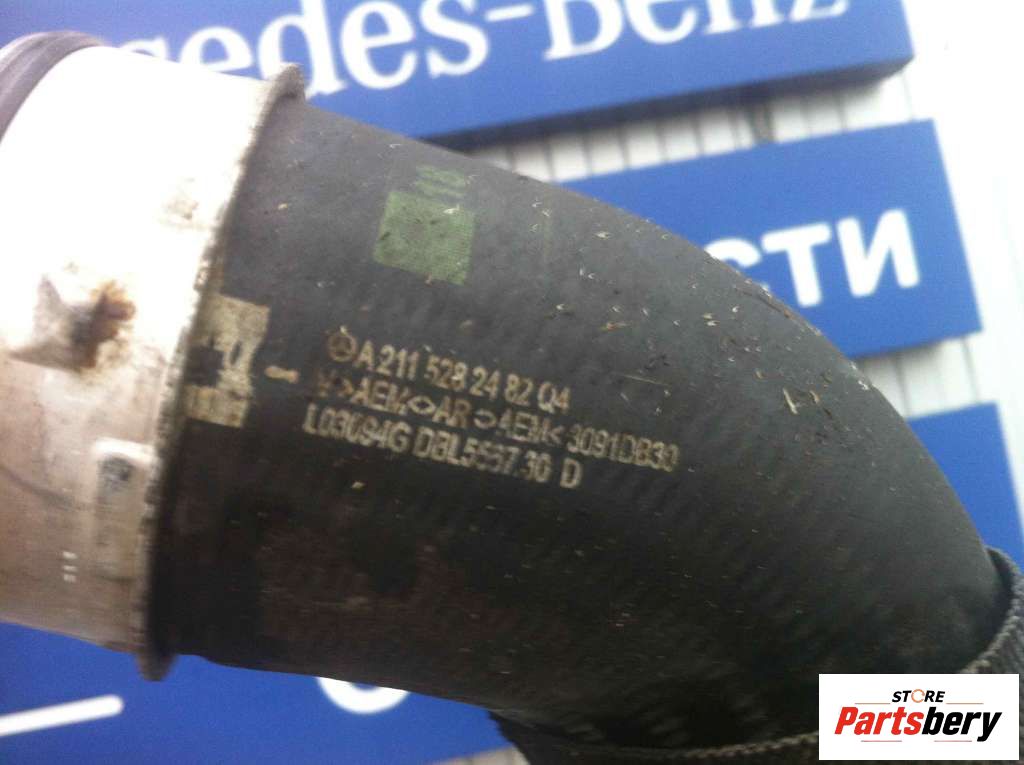 edes-Benz
сти
A 211 528 24 82 Q4
V>AEM<>AR<>AEM< 3091DB30
L03094G DBL5557.30 D
STORE
Partsbery